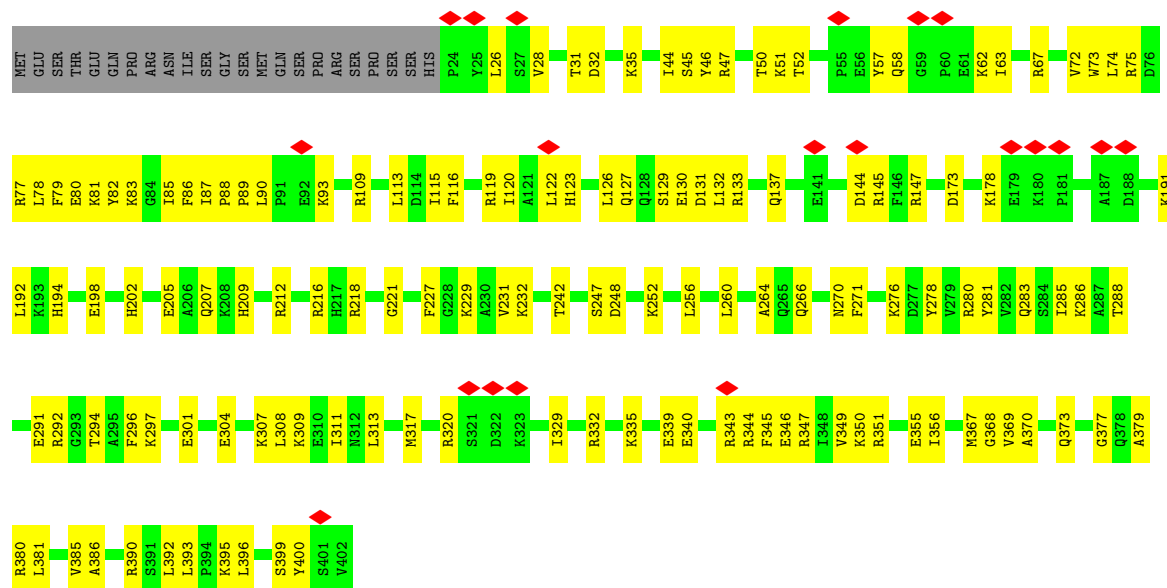 MET GLU SER THR GLU GLN PRO ARG ASN ILE SER GLY SER MET GLN SER PRO ARG SER PRO SER SER HIS P24 Y25 L26 S27 V28 T31 D32 K35 I44 S45 Y46 R47 T50 K51 T52 P55 E56 Y57 Q58 G59 P60 E61 K62 I63 R67 V72 W73 L74 R75 D76
R77 L78 F79 E80 K81 Y82 K83 G84 I85 F86 I87 P88 P89 L90 P91 E92 K93 R109 L113 D114 I115 F116 R119 I120 A121 L122 H123 L126 Q127 Q128 S129 E130 D131 L132 R133 Q137 E141 D144 R145 F146 R147 D173 K178 E179 K180 P181 A187 D188 K191
L192 K193 H194 E198 H202 E205 A206 Q207 K208 H209 R212 R216 H217 R218 G221 F227 G228 K229 A230 V231 K232 T242 S247 D248 K252 L256 L260 A264 Q265 Q266 N270 F271 K276 D277 Y278 V279 R280 Y281 V282 Q283 S284 I285 K286 A287 T288
E291 R292 G293 T294 A295 F296 K297 E301 E304 K307 L308 K309 E310 I311 N312 L313 M317 R320 S321 D322 K323 I329 R332 K335 E339 E340 R343 R344 F345 E346 R347 I348 V349 K350 R351 E355 I356 M367 G368 V369 A370 Q373 G377 Q378 A379
R380 L381 V385 A386 R390 S391 L392 L393 P394 K395 L396 S399 Y400 S401 V402